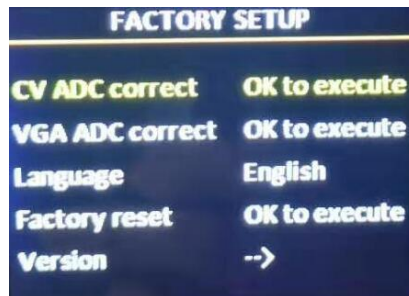 FACTORY SETUP
CV ADC correct OK to execute
VGA ADC correct OK to execute
Language English
Factory reset OK to execute
Version -->